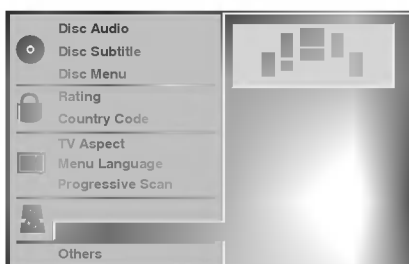 Disc Audio
Disc Subtitle
Disc Menu
Rating
Country Code
TV Aspect
Menu Language
Progressive Scan
Others